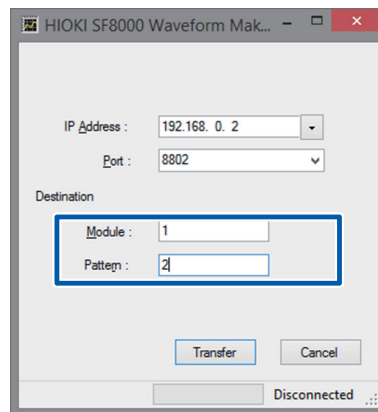 HIOKI SF8000 Waveform Mak...
IP Address : 192.168. 0. 2
Port : 8802
Destination
Module : 1
Pattern : 2
Transfer Cancel
Disconnected